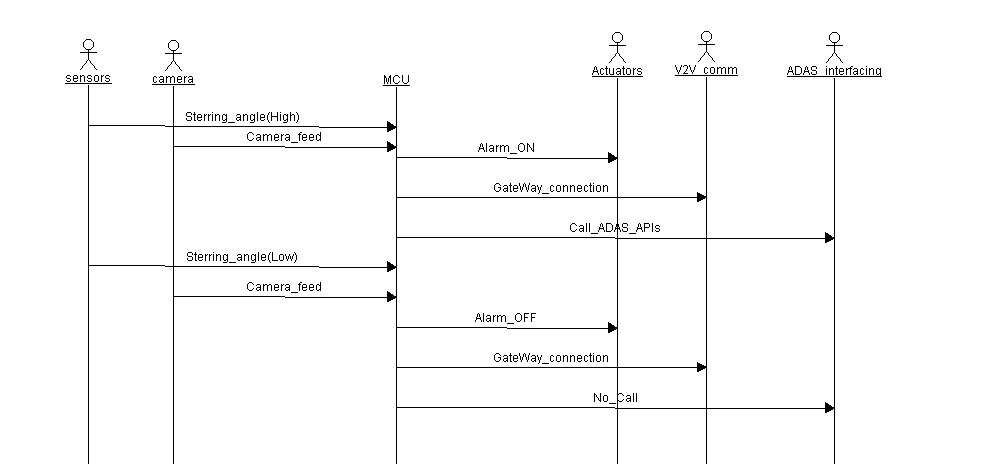 sensors
camera
MCU
Actuators
V2V_comm
ADAS_interfacing
Sterring_angle(High)
Camera_feed
Alarm_ON
GateWay_connection
Call_ADAS_APIs
Sterring_angle(Low)
Camera_feed
Alarm_OFF
GateWay_connection
No_Call